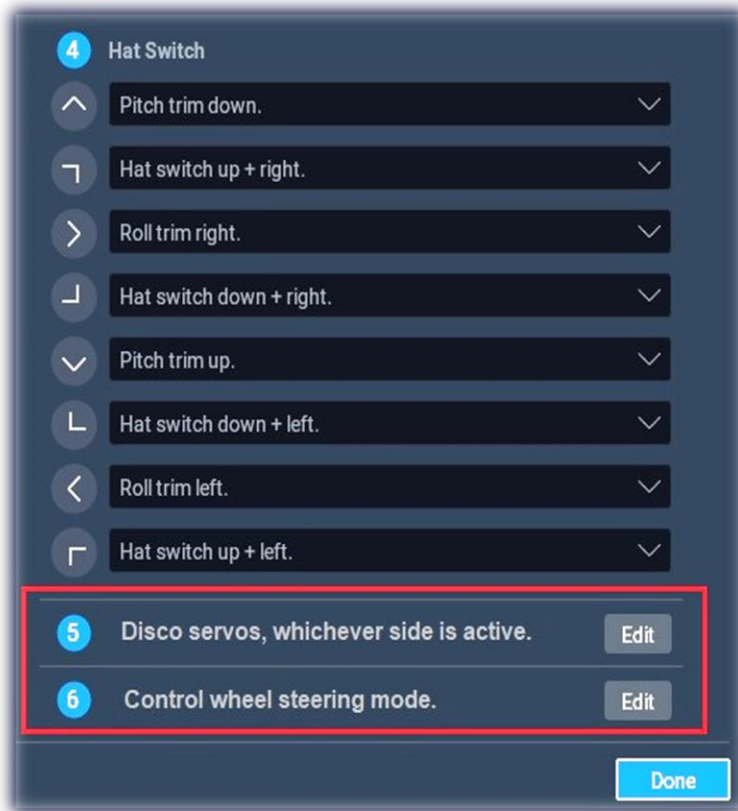 4 Hat Switch
Pitch trim down.
Hat switch up + right.
Roll trim right.
Hat switch down + right.
Pitch trim up.
Hat switch down + left.
Roll trim left.
Hat switch up + left.
5 Disco servos, whichever side is active. Edit
6 Control wheel steering mode. Edit
Done